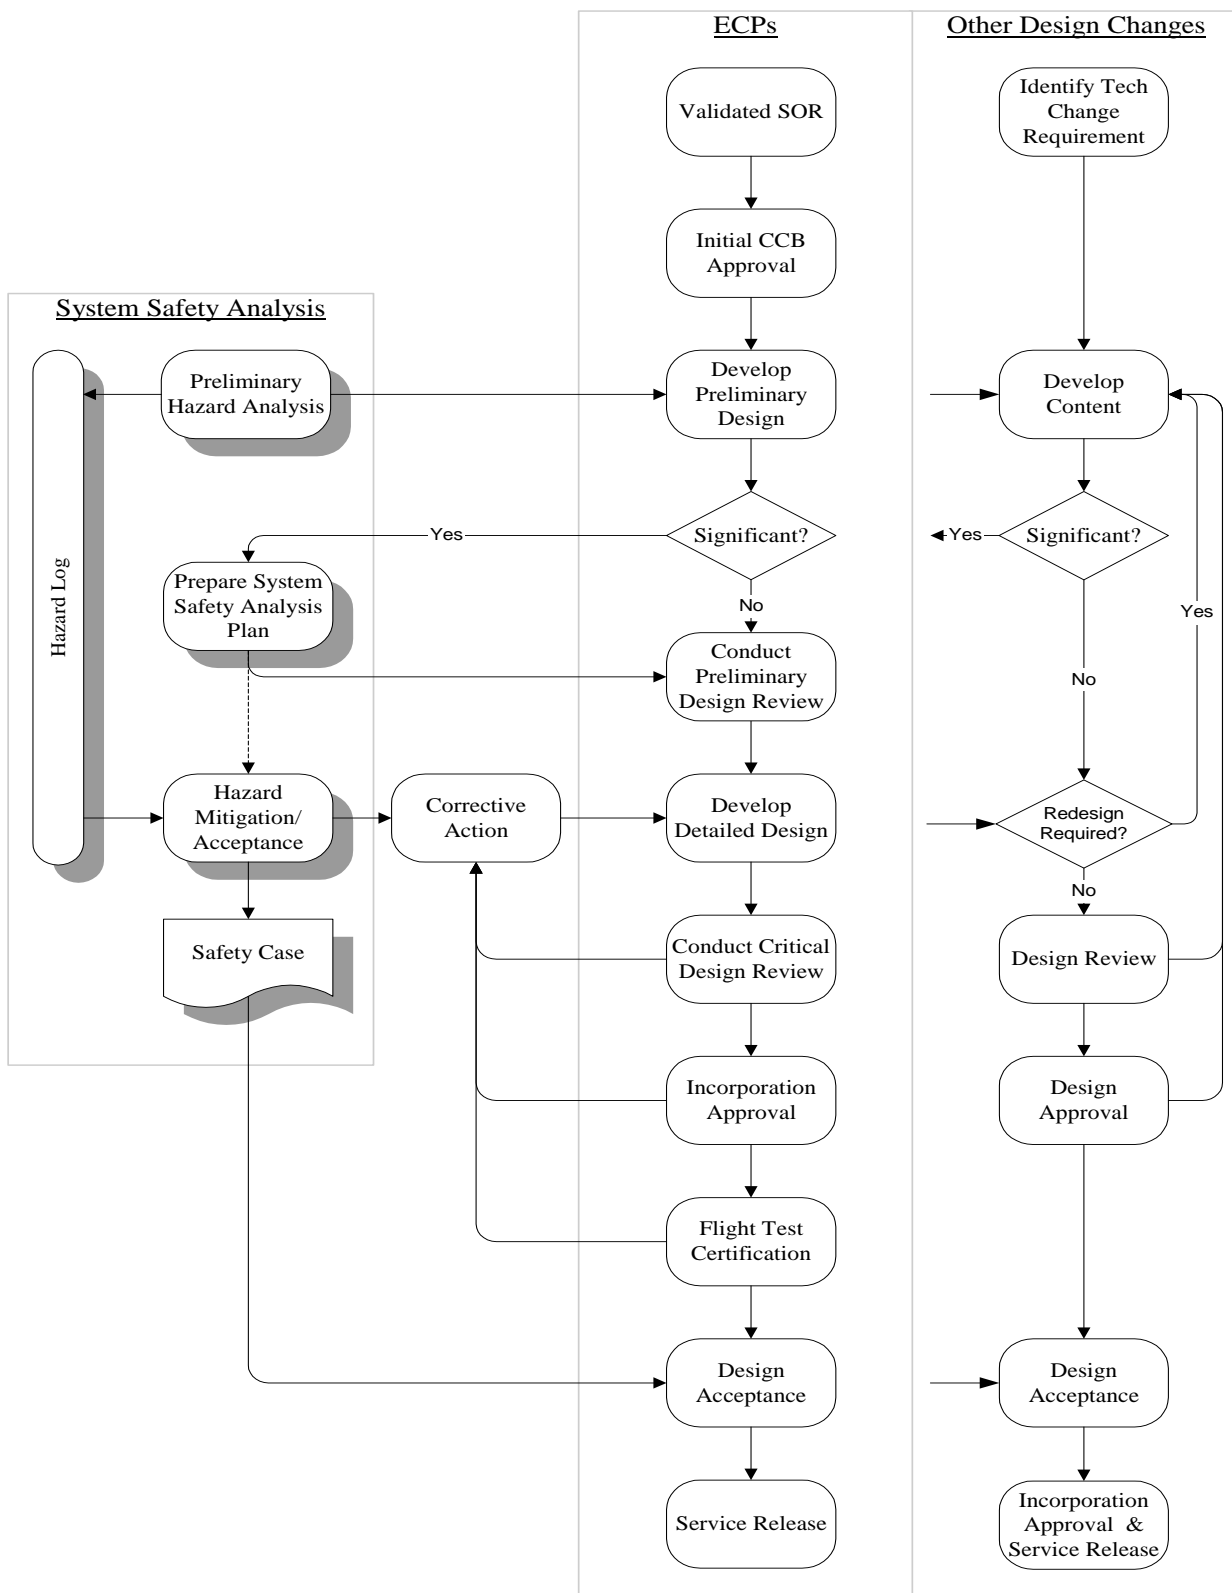 ECPs
Other Design Changes
Validated SOR
Identify Tech
Change
Requirement
Initial CCB
Approval
System Safety Analysis
Hazard Log
Preliminary
Hazard Analysis
Develop
Preliminary
Design
Develop
Content
Yes
Significant?
Yes
Significant?
Prepare System
Safety Analysis
Plan
No
Yes
Conduct
Preliminary
Design Review
No
Hazard
Mitigation/
Acceptance
Corrective
Action
Develop
Detailed Design
Redesign
Required?
No
Safety Case
Conduct Critical
Design Review
Design Review
Incorporation
Approval
Design
Approval
Flight Test
Certification
Design
Acceptance
Design
Acceptance
Service Release
Incorporation
Approval &
Service Release